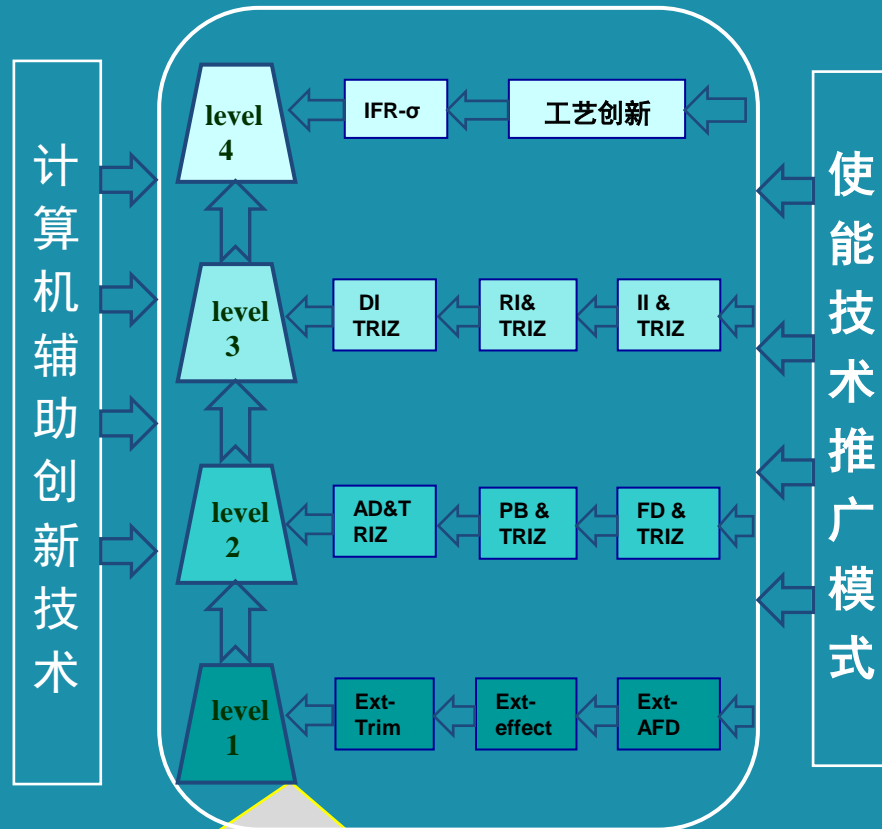 计算机辅助创新技术
level
4
IFR-σ
工艺创新
level
3
DI
TRIZ
RI&
TRIZ
II &
TRIZ
level
2
AD&T
RIZ
PB &
TRIZ
FD &
TRIZ
level
1
Ext-
Trim
Ext-
effect
Ext-
AFD
使能技术推广模式